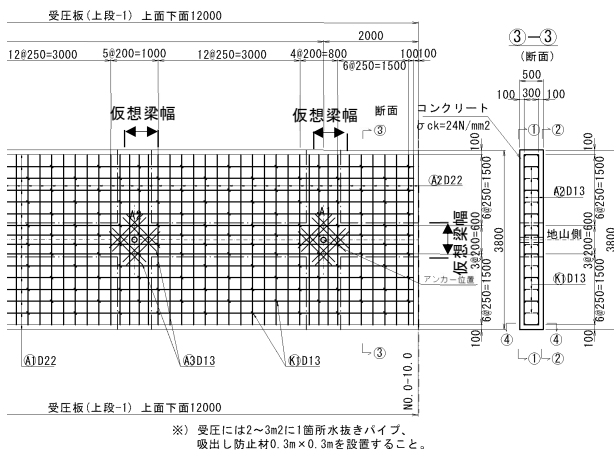 受圧板(上段-1) 上面下面12000
2000
12@250=3000
5@200=1000
12@250=3000
4@200=800
100
100
6@250=1500
仮想梁幅
仮想梁幅
断面
③
A2D22
仮想梁幅
アンカー位置
100
6@250=1500
3@200=600
6@250=1500
100
3800
A1D22
A3D13
K1D13
③
NO.0-10.0
受圧板(上段-1) 上面下面12000
③―③
(断面)
500
100
300
100
コンクリート
σck=24N/mm2
①
②
A2D13
地山側
K1D13
④
④
①
②
100
6@250=1500
3@200=600
6@250=1500
100
3800
※) 受圧には2~3m2に1箇所水抜きパイプ、
吸出し防止材0.3m×0.3mを設置すること。